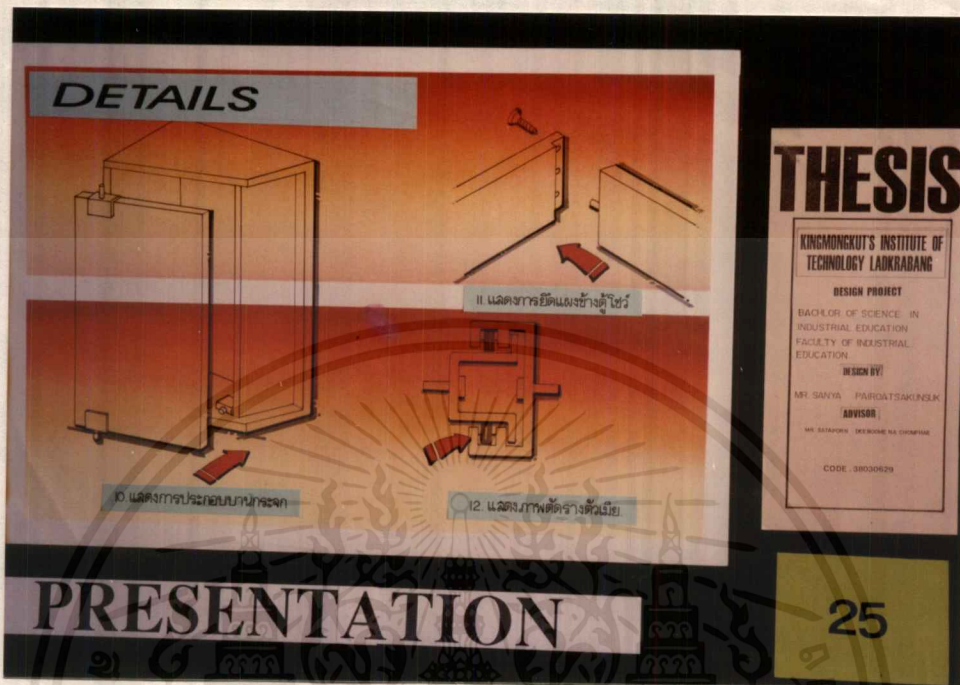 DETAILS
11. แสดงการยึดแผงข้างตู้โชว์
10. แสดงการประกอบบานกระจก
12. แสดงภาพตัดรางตัวเมีย
PRESENTATION
THESIS
KINGMONGKUT'S INSTITUTE OF
TECHNOLOGY LADKRABANG
DESIGN PROJECT
BACHLOR OF SCIENCE IN
INDUSTRIAL EDUCATION
FACULTY OF INDUSTRIAL
EDUCATION
DESIGN BY
MR. SANYA PAIROATSAKUNSUK
ADVISOR
CODE . 38030629
25